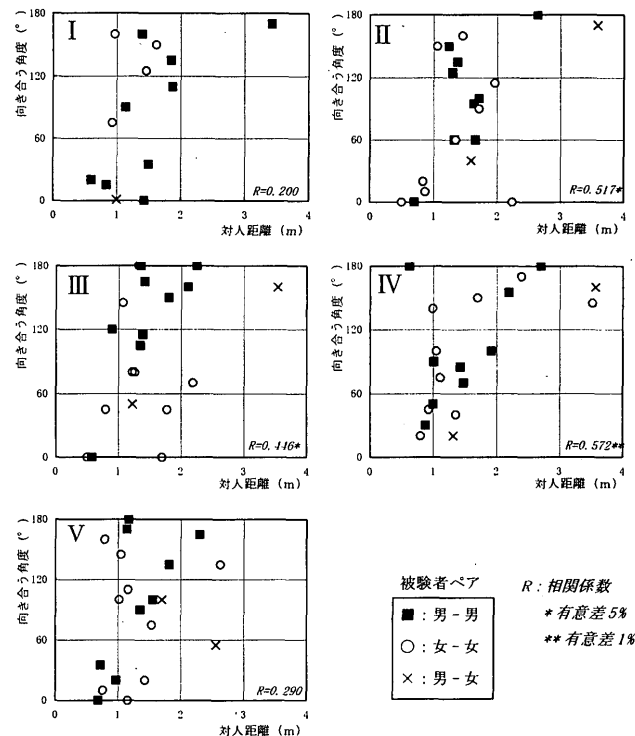 I
向き合う角度(°)
180
120
60
0
0 1 2 3 4
対人距離 (m)
R=0.200
II
向き合う角度(°)
180
120
60
0
0 1 2 3 4
対人距離 (m)
R=0.517*
III
向き合う角度(°)
180
120
60
0
0 1 2 3 4
対人距離 (m)
R=0.446*
IV
向き合う角度(°)
180
120
60
0
0 1 2 3 4
対人距離 (m)
R=0.572**
V
向き合う角度(°)
180
120
60
0
0 1 2 3 4
対人距離 (m)
R=0.290
被験者ペア
■ : 男 - 男
○ : 女 - 女
× : 男 - 女
R : 相関係数
* 有意差 5%
** 有意差 1%